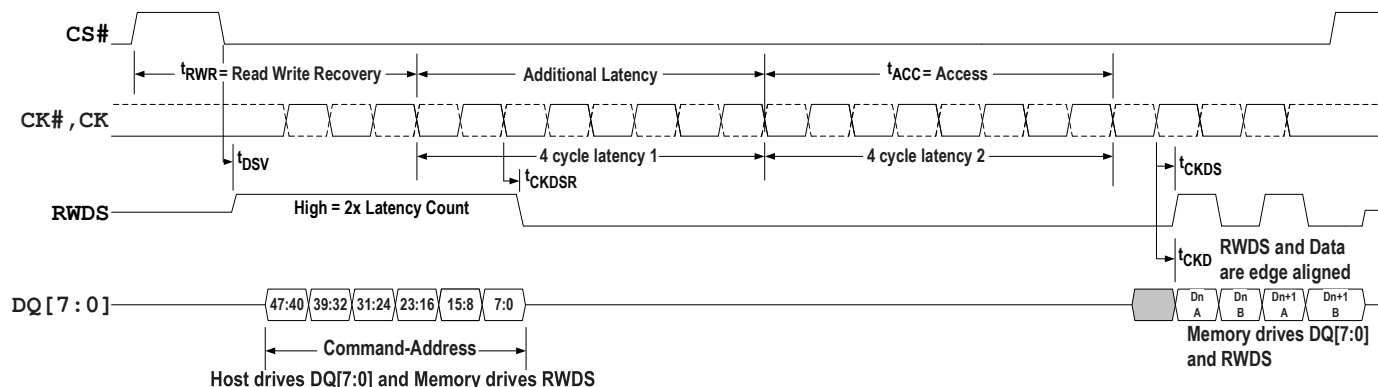 CS#
tRWR = Read Write Recovery
Additional Latency
tACC = Access
CK#,CK
tDSV
4 cycle latency 1
4 cycle latency 2
tCKDSR
tCKDS
RWDS
High = 2x Latency Count
tCKD
RWDS and Data
are edge aligned
DQ[7:0]
47:40 39:32 31:24 23:16 15:8 7:0
Dn A
Dn B
Dn+1 A
Dn+1 B
Command-Address
Memory drives DQ[7:0]
and RWDS
Host drives DQ[7:0] and Memory drives RWDS